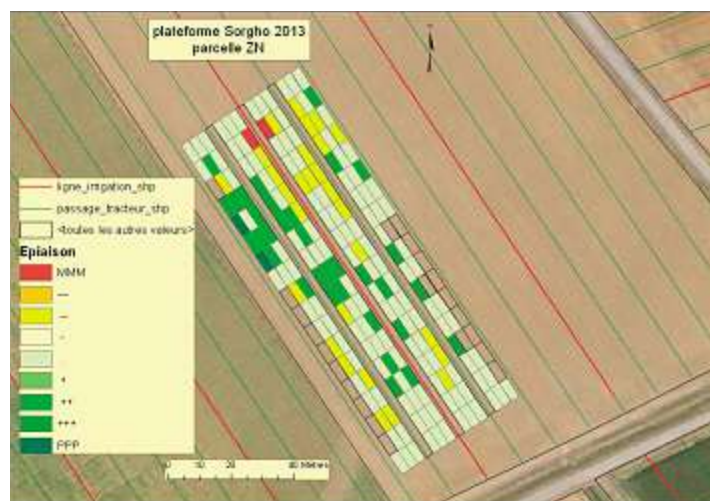 plateforme Sorgho 2013
parcelle ZN
ligne_irrigation_shp
passage_tracteur_shp
<toutes les autres valeurs>
Epiaison
MMM
--
-
-
+
++
+++
PPP
0 10 20 40 Mètres